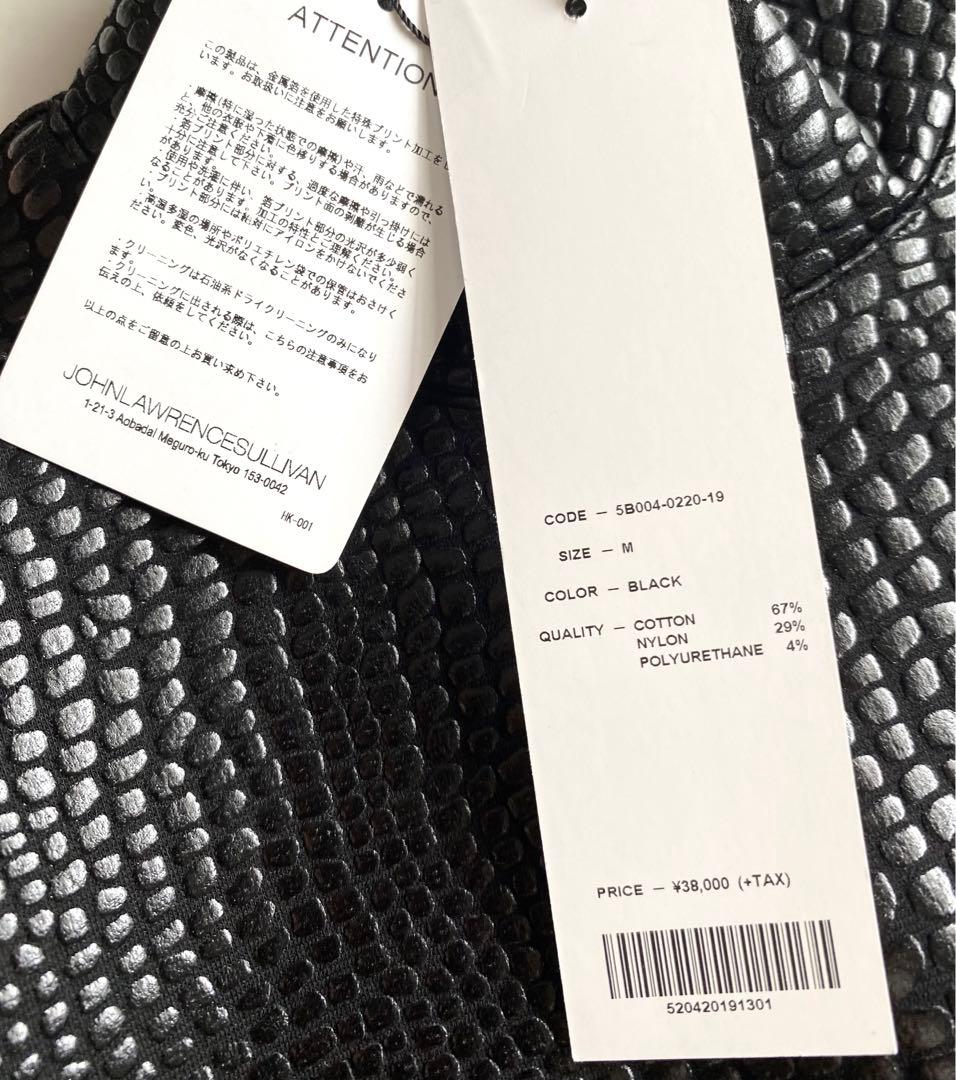 ATTENTION
この製品は、金属箔を使用した特殊プリント加工をし
います。お取扱いに注意をお願いします。
・摩擦(特に湿った状態での摩擦)や汗、雨などで濡れる
と、他の衣取や下着に色移りする場合がありますので、
充分ご注意ください。
・箔プリント部分に対する、過度な摩擦や引っ掛けには
十分に注意して下さい。プリント面の剥離が生じる場合
があります。
・使用や洗濯に伴い、箔プリント部分の光沢が多少弱く
なることがあります。加工の特性とご理解ください。
・プリント部分には絶対にアイロンをかけないでくださ
い。
・高温多湿の場所やポリエチレン袋での保管はおさけく
ださい。変色、光沢がなくなることがあります。
・クリーニングは石油系ドライクリーニングのみになり
ます。
・クリーニングに出される際は、こちらの注意事項をお
伝えの上、依頼をしてください。
以上の点をご留意の上お買い求め下さい。
JOHNLAWRENCESULLIVAN
1-21-3 Aobadai Meguro-ku Tokyo 153-0042
HK-001
CODE — 5B004-0220-19
SIZE — M
COLOR — BLACK
QUALITY — COTTON 67%
NYLON 29%
POLYURETHANE 4%
PRICE — ¥38,000 (+TAX)
520420191301